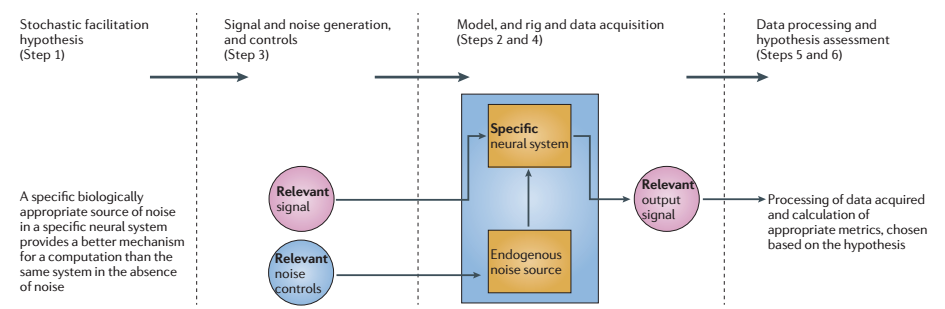 Stochastic facilitation
hypothesis
(Step 1)
Signal and noise generation,
and controls
(Step 3)
Model, and rig and data acquisition
(Steps 2 and 4)
Data processing and
hypothesis assessment
(Steps 5 and 6)
A specific biologically
appropriate source of noise
in a specific neural system
provides a better mechanism
for a computation than the
same system in the absence
of noise
Relevant
signal
Relevant
noise
controls
Specific
neural system
Endogenous
noise source
Relevant
output
signal
Processing of data acquired
and calculation of
appropriate metrics, chosen
based on the hypothesis